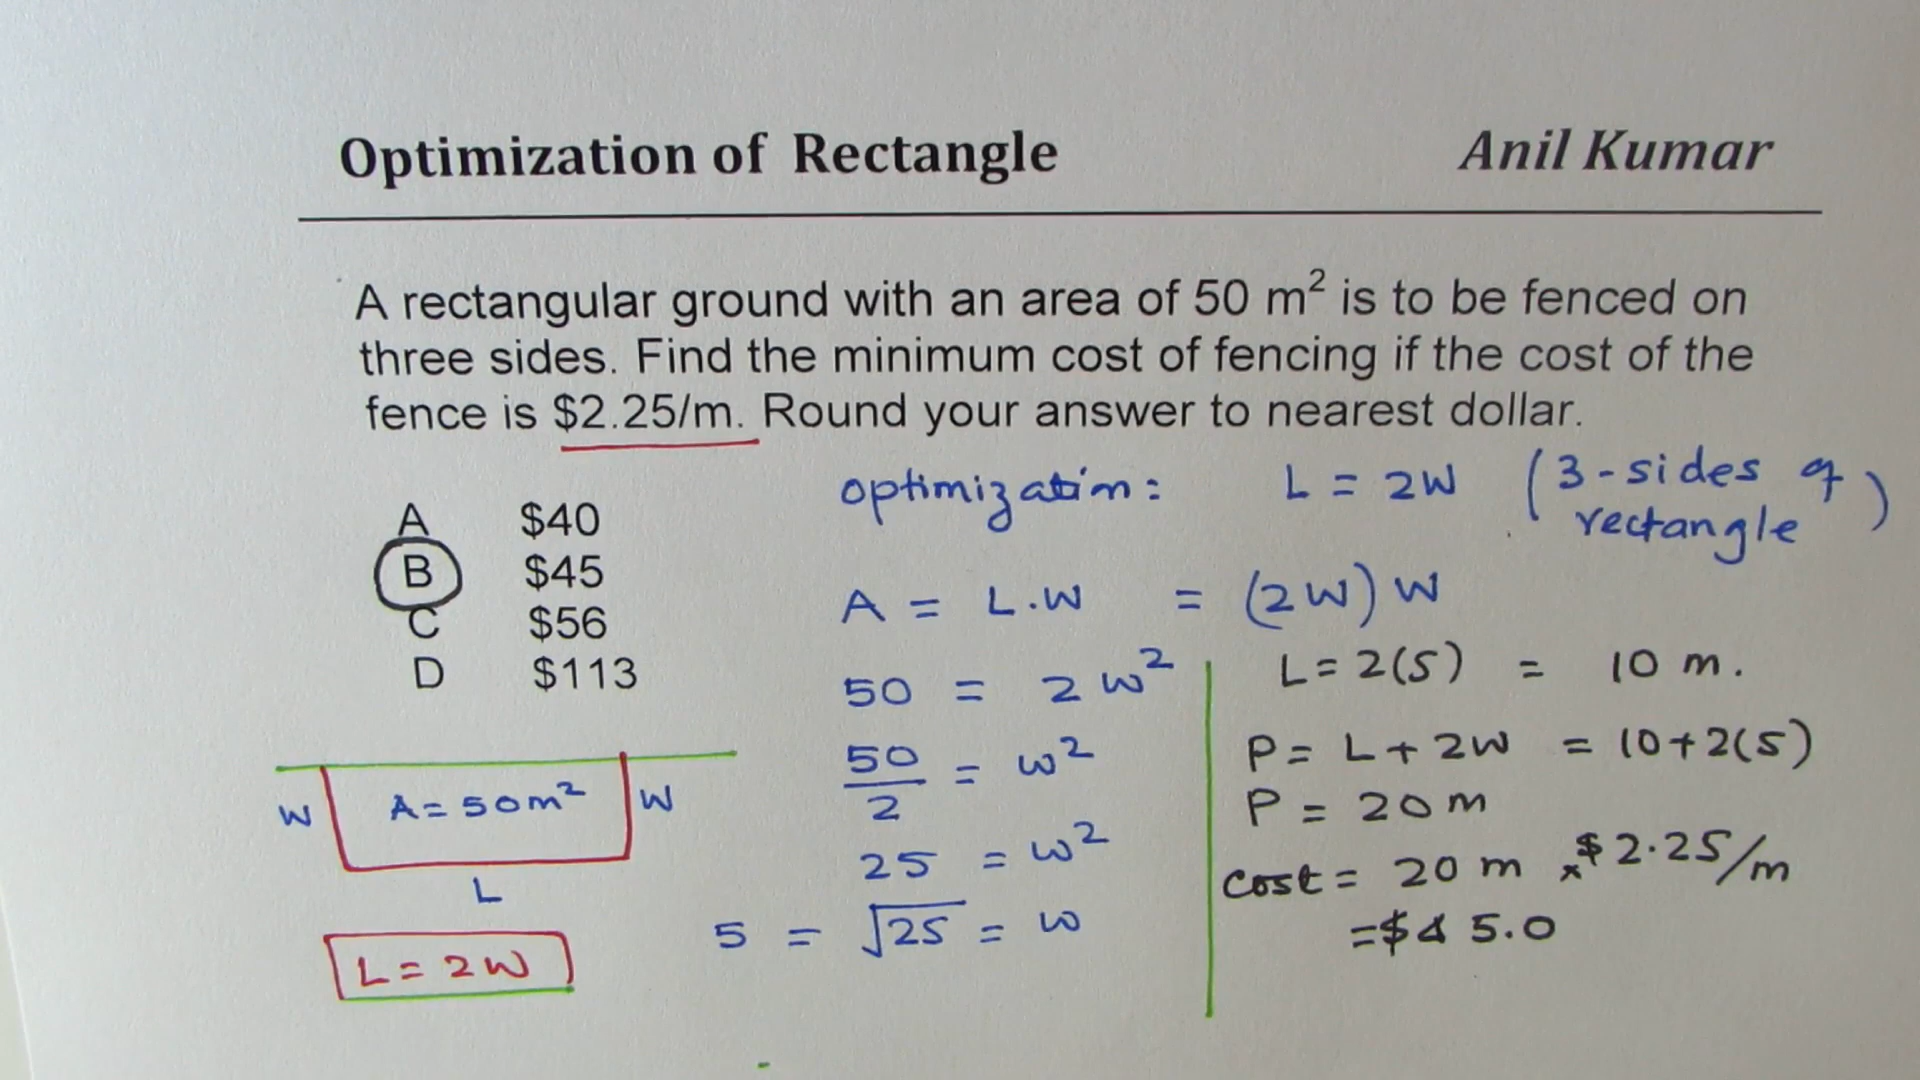 Optimization of Rectangle Anil Kumar
A rectangular ground with an area of 50 m² is to be fenced on
three sides. Find the minimum cost of fencing if the cost of the
fence is $2.25/m. Round your answer to nearest dollar.
A $40
B $45
C $56
D $113
W A = 50m² W
L
L = 2W
optimization: L = 2W (3-sides of
rectangle)
A = L.W = (2W) W
50 = 2 W²
50/2 = W²
25 = W²
5 = √25 = W
L = 2(5) = 10 m.
P = L + 2W = 10+2(5)
P = 20 m
Cost = 20 m × $2.25/m
= $45.0